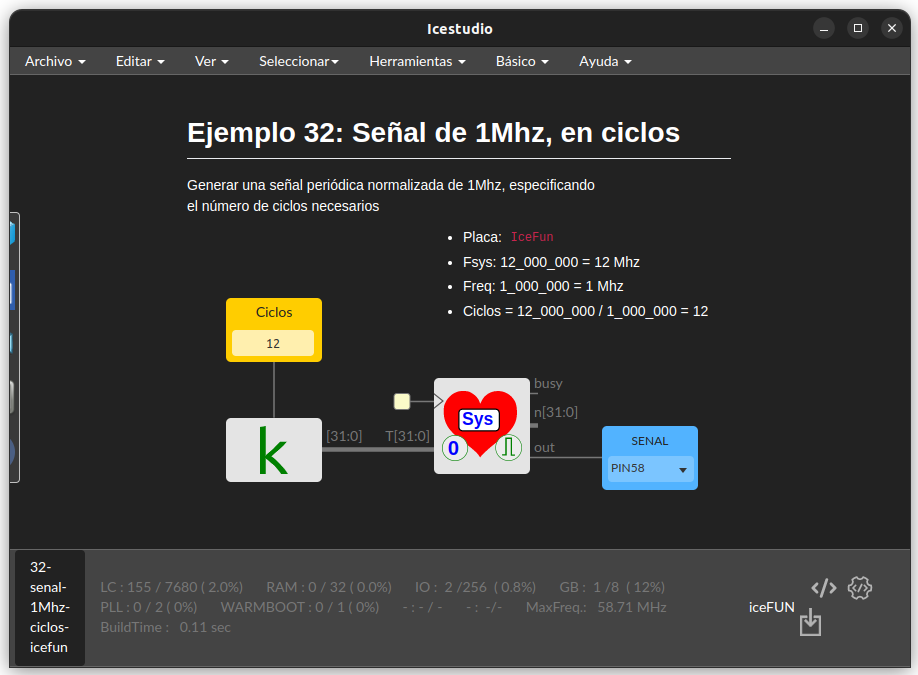 Icestudio
Archivo Editar Ver Seleccionar Herramientas Básico Ayuda
Ejemplo 32: Señal de 1Mhz, en ciclos
Generar una señal periódica normalizada de 1Mhz, especificando
el número de ciclos necesarios
Placa: IceFun
Fsys: 12_000_000 = 12 Mhz
Freq: 1_000_000 = 1 Mhz
Ciclos = 12_000_000 / 1_000_000 = 12
Ciclos
12
k
[31:0] T[31:0]
Sys
0
busy
n[31:0]
out
SENAL
PIN58
32-
senal-
1Mhz-
ciclos-
icefun
LC : 155 / 7680 ( 2.0%) RAM : 0 / 32 ( 0.0%) IO : 2 /256 ( 0.8%) GB : 1 /8 ( 12%)
PLL : 0 / 2 ( 0%) WARMBOOT : 0 / 1 ( 0%) - : - / - - : -/- MaxFreq.: 58.71 MHz
BuildTime : 0.11 sec
iceFUN